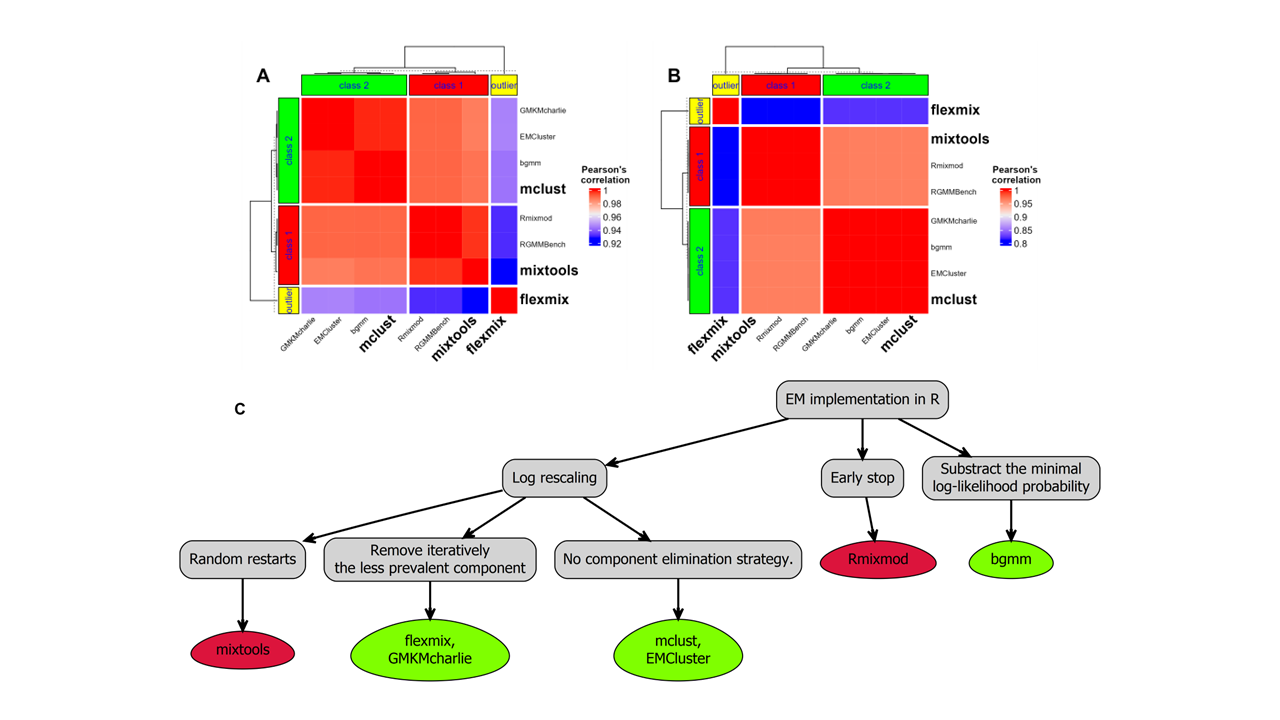 A
class 2
class 1
outlier
class 2
class 1
outlier
GMKMcharlie
EMCluster
bgmm
mclust
Rmixmod
RGMMBench
mixtools
flexmix
GMKMcharlie
EMCluster
bgmm
mclust
Rmixmod
RGMMBench
mixtools
flexmix
Pearson's
correlation
1
0.98
0.96
0.94
0.92
B
outlier
class 1
class 2
outlier
class 1
class 2
flexmix
mixtools
Rmixmod
RGMMBench
GMKMcharlie
bgmm
EMCluster
mclust
flexmix
mixtools
Rmixmod
RGMMBench
GMKMcharlie
bgmm
EMCluster
mclust
Pearson's
correlation
1
0.95
0.9
0.85
0.8
C
EM implementation in R
Log rescaling
Early stop
Substract the minimal
log-likelihood probability
Random restarts
Remove iteratively
the less prevalent component
No component elimination strategy.
Rmixmod
bgmm
mixtools
flexmix,
GMKMcharlie
mclust,
EMCluster